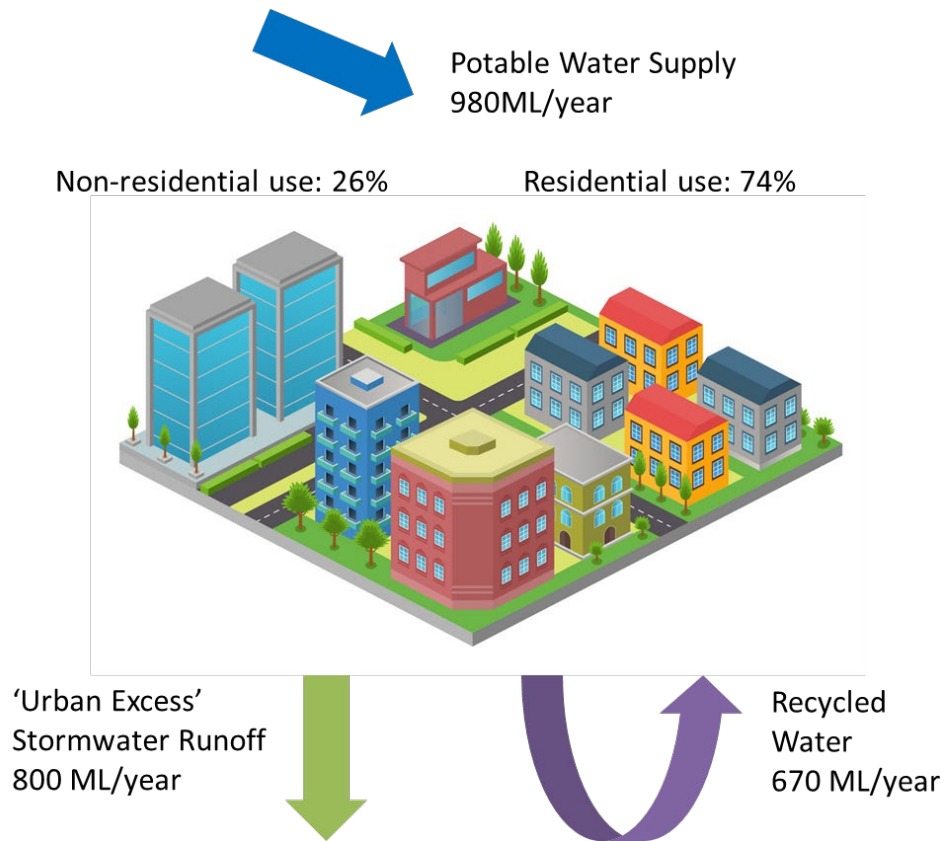 Potable Water Supply
980ML/year
Non-residential use: 26%
Residential use: 74%
‘Urban Excess’
Stormwater Runoff
800 ML/year
Recycled
Water
670 ML/year